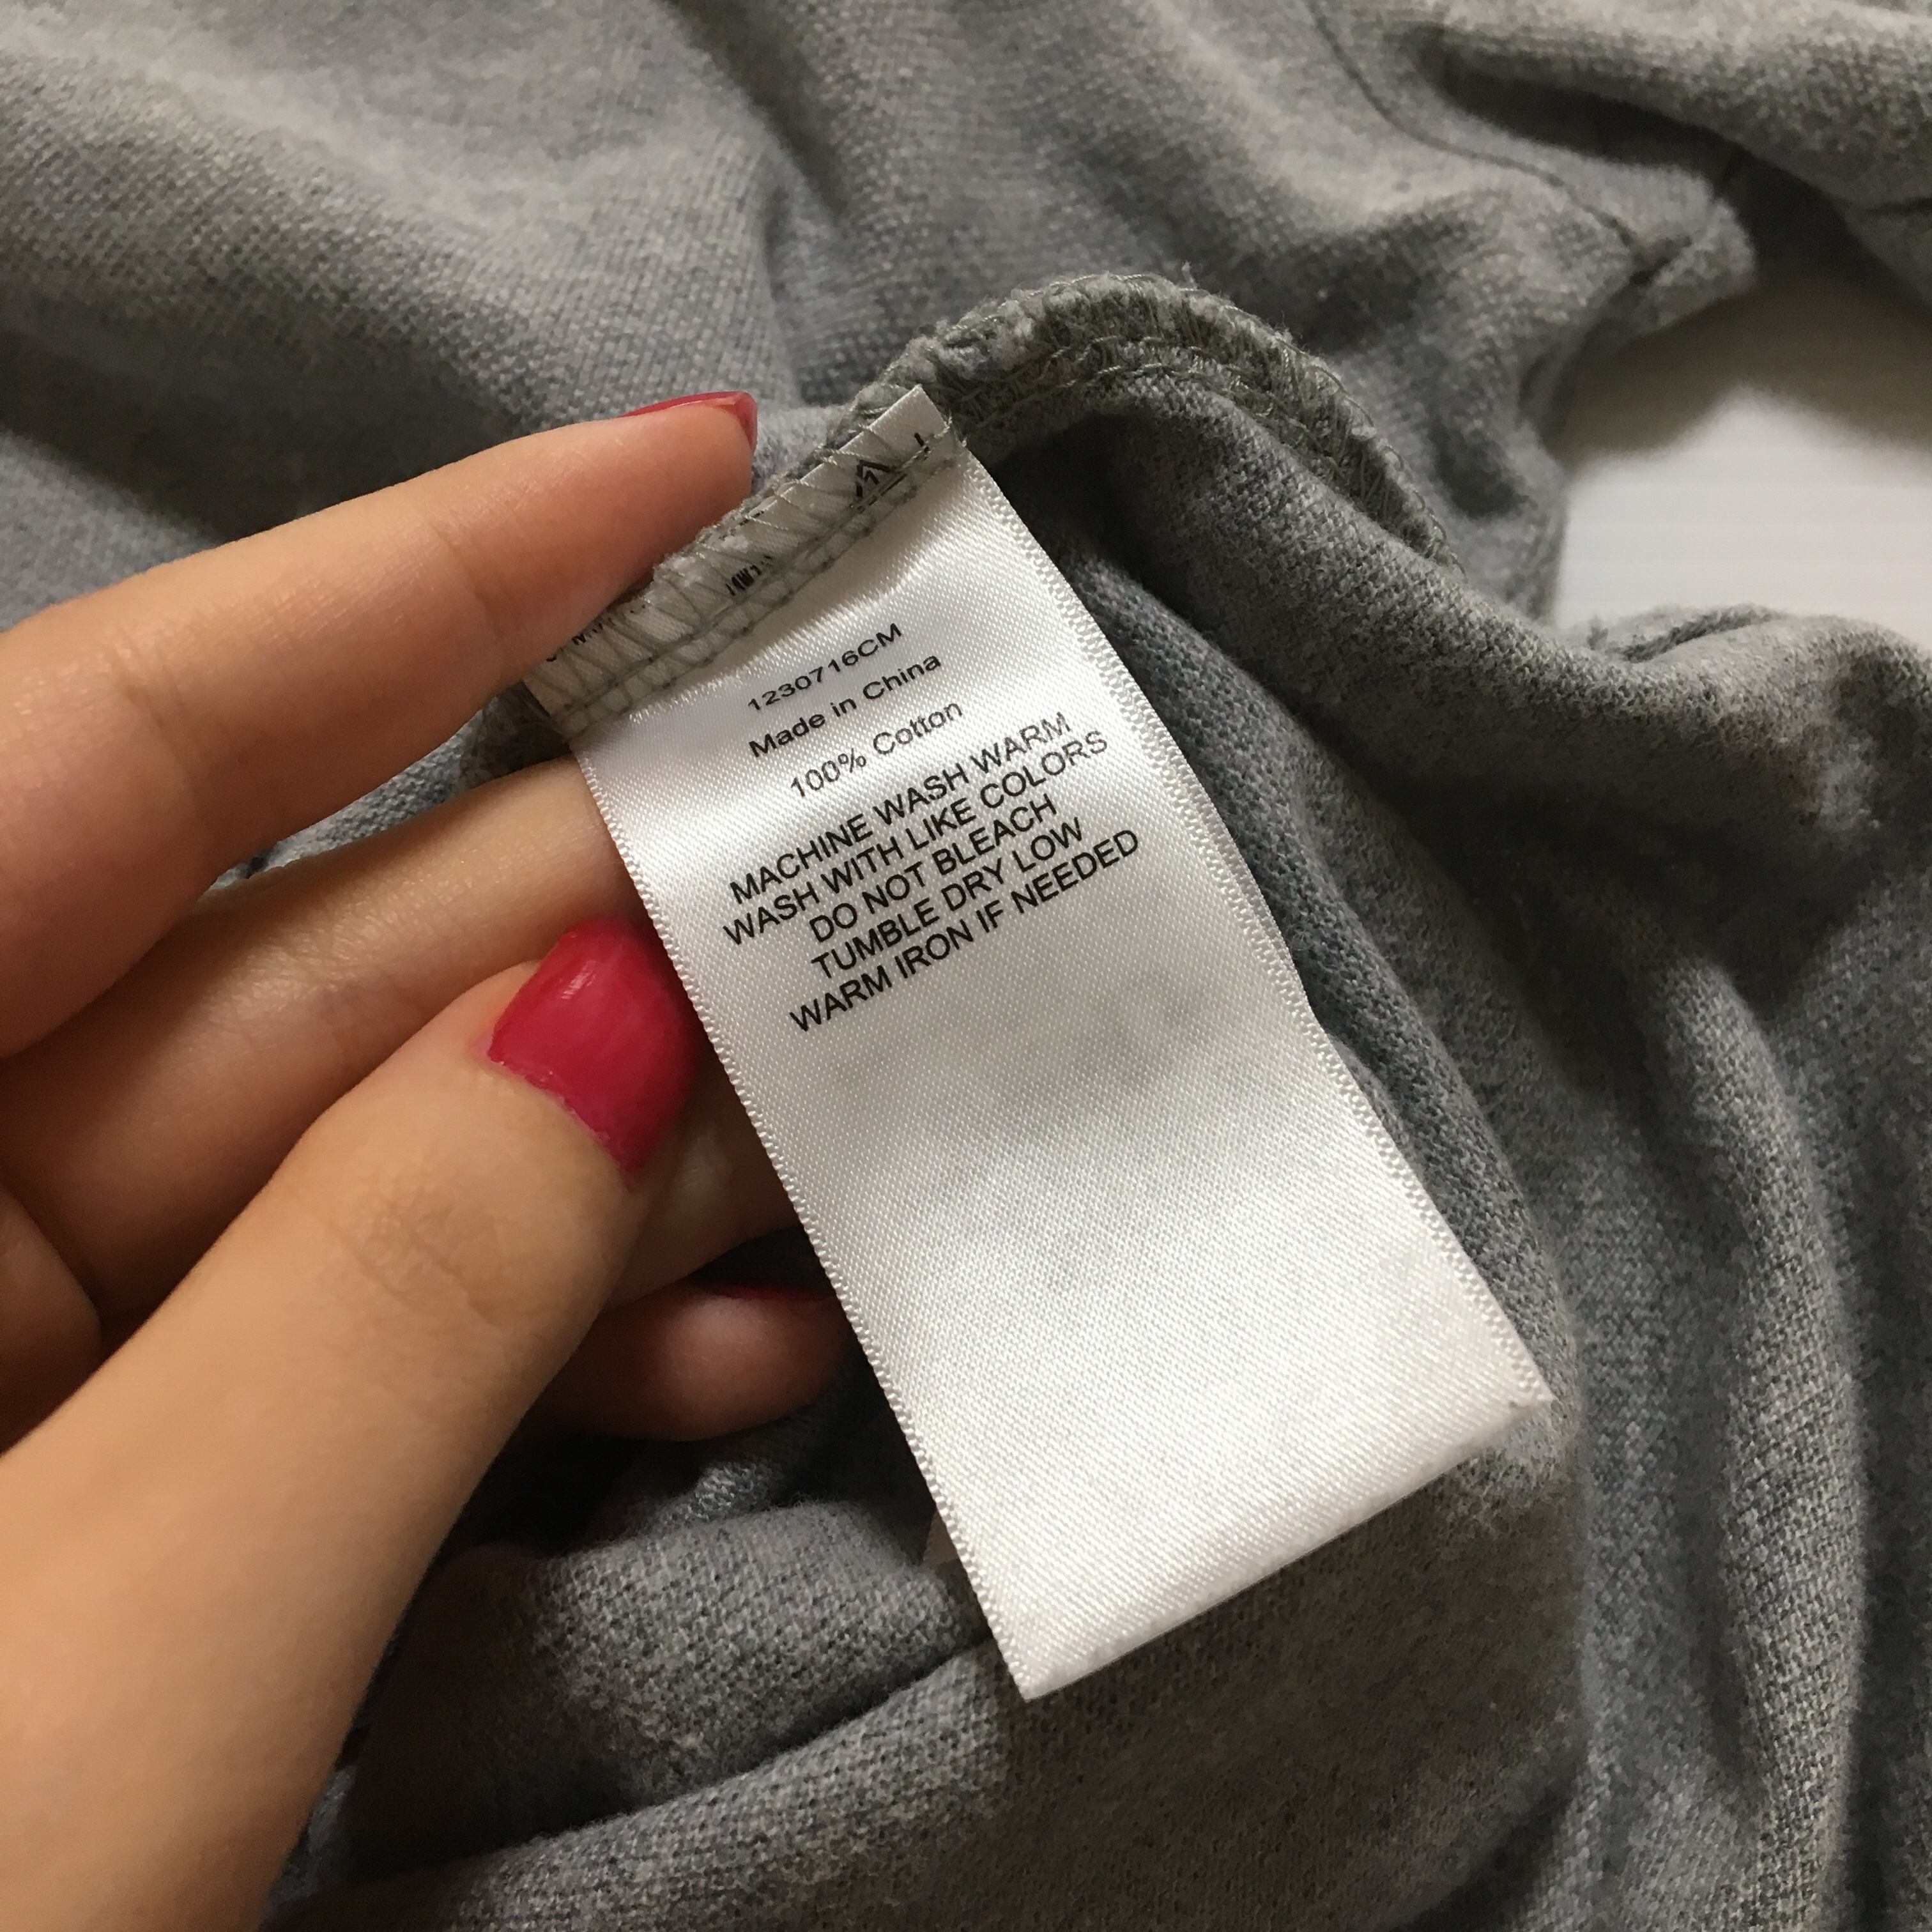 1230716CM
Made in China
100% Cotton
MACHINE WASH WARM
WASH WITH LIKE COLORS
DO NOT BLEACH
TUMBLE DRY LOW
WARM IRON IF NEEDED